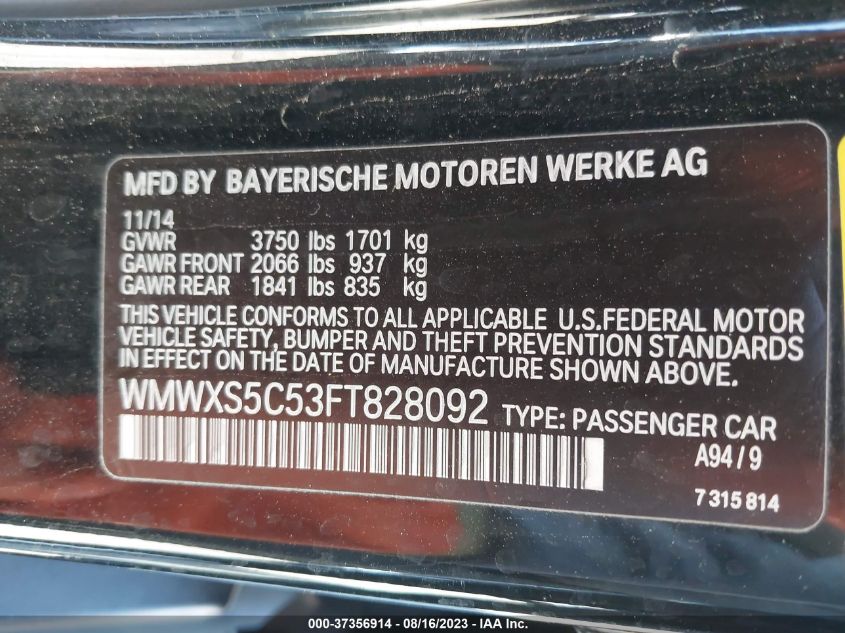 MFD BY BAYERISCHE MOTOREN WERKE AG
11/14
GVWR 3750 lbs 1701 kg
GAWR FRONT 2066 lbs 937 kg
GAWR REAR 1841 lbs 835 kg
THIS VEHICLE CONFORMS TO ALL APPLICABLE U.S.FEDERAL MOTOR
VEHICLE SAFETY, BUMPER AND THEFT PREVENTION STANDARDS
IN EFFECT ON THE DATE OF MANUFACTURE SHOWN ABOVE.
WMWXS5C53FT828092 TYPE: PASSENGER CAR
A94/9
7 315 814
000-37356914 - 08/16/2023 - IAA Inc.